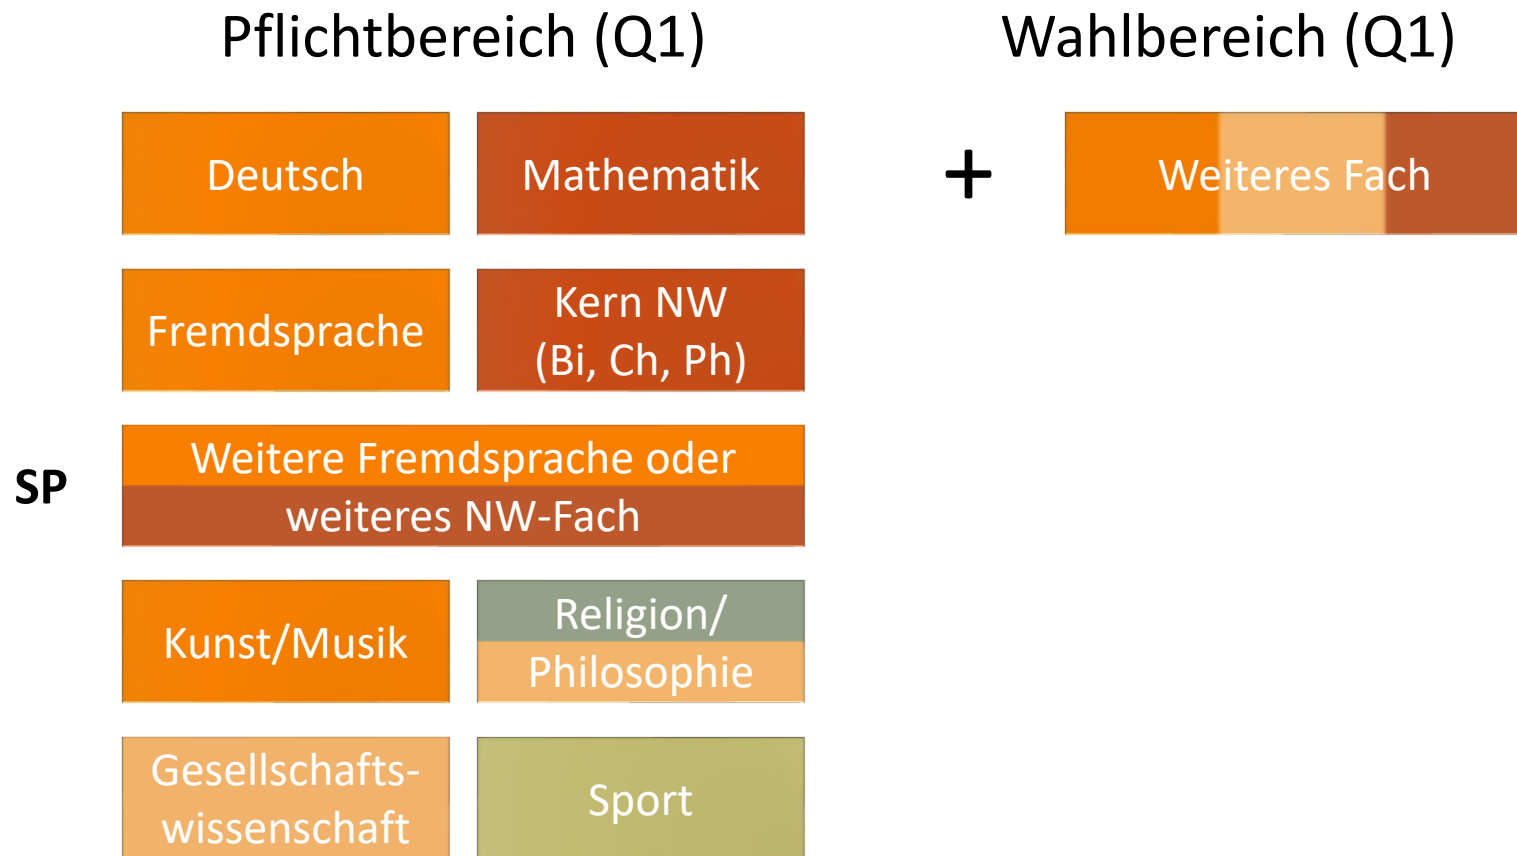 Pflichtbereich (Q1)
Wahlbereich (Q1)
Deutsch
Mathematik
+
Weiteres Fach
Fremdsprache
Kern NW
(Bi, Ch, Ph)
SP
Weitere Fremdsprache oder
weiteres NW-Fach
Kunst/Musik
Religion/
Philosophie
Gesellschafts-
wissenschaft
Sport